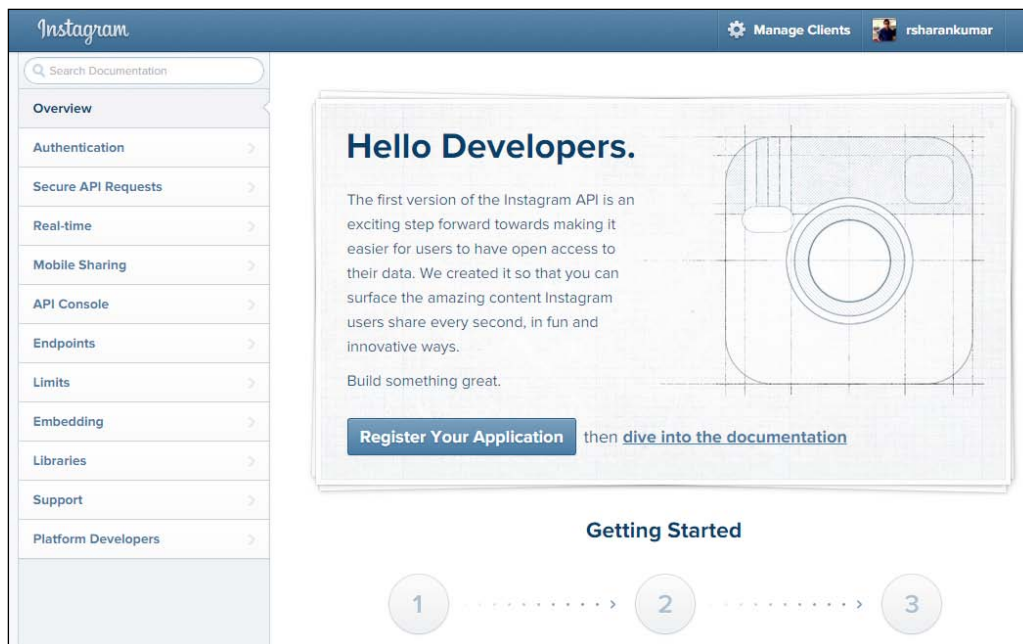 Instagram
Manage Clients
rsharankumar
Search Documentation
Overview
Authentication
Secure API Requests
Real-time
Mobile Sharing
API Console
Endpoints
Limits
Embedding
Libraries
Support
Platform Developers
Hello Developers.
The first version of the Instagram API is an
exciting step forward towards making it
easier for users to have open access to
their data. We created it so that you can
surface the amazing content Instagram
users share every second, in fun and
innovative ways.
Build something great.
Register Your Application then dive into the documentation
Getting Started
1 2 3